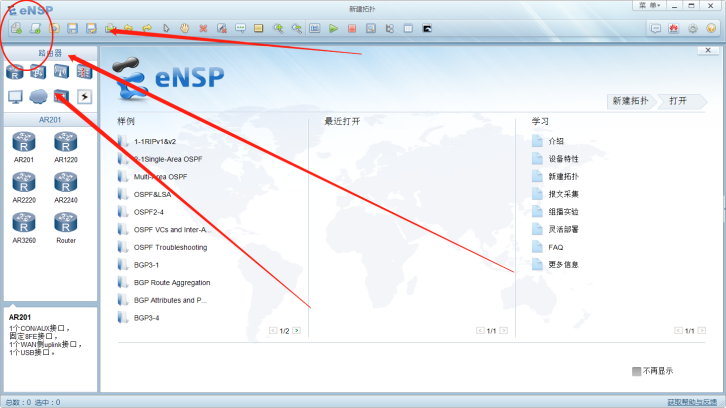 eNSP
新建拓扑
菜 单
路由器
AR201
AR201
AR1220
AR2220
AR2240
AR3260
Router
AR201
1个CON/AUX接口，
固定8FE接口，
1个WAN侧uplink接口，
1个USB接口。
eNSP
新建拓扑
打开
样例
1-1RIPv1&v2
2-1Single-Area OSPF
Multi-Area OSPF
OSPF&LSA
OSPF2-4
OSPF VCs and Inter-A...
OSPF Troubleshooting
BGP3-1
BGP Route Aggregation
BGP Attributes and P...
BGP3-4
1/2
最近打开
1/1
学习
介绍
设备特性
新建拓扑
报文采集
组播实验
灵活部署
FAQ
更多信息
1/1
不再显示
总数：0 选中：0
获取帮助与反馈